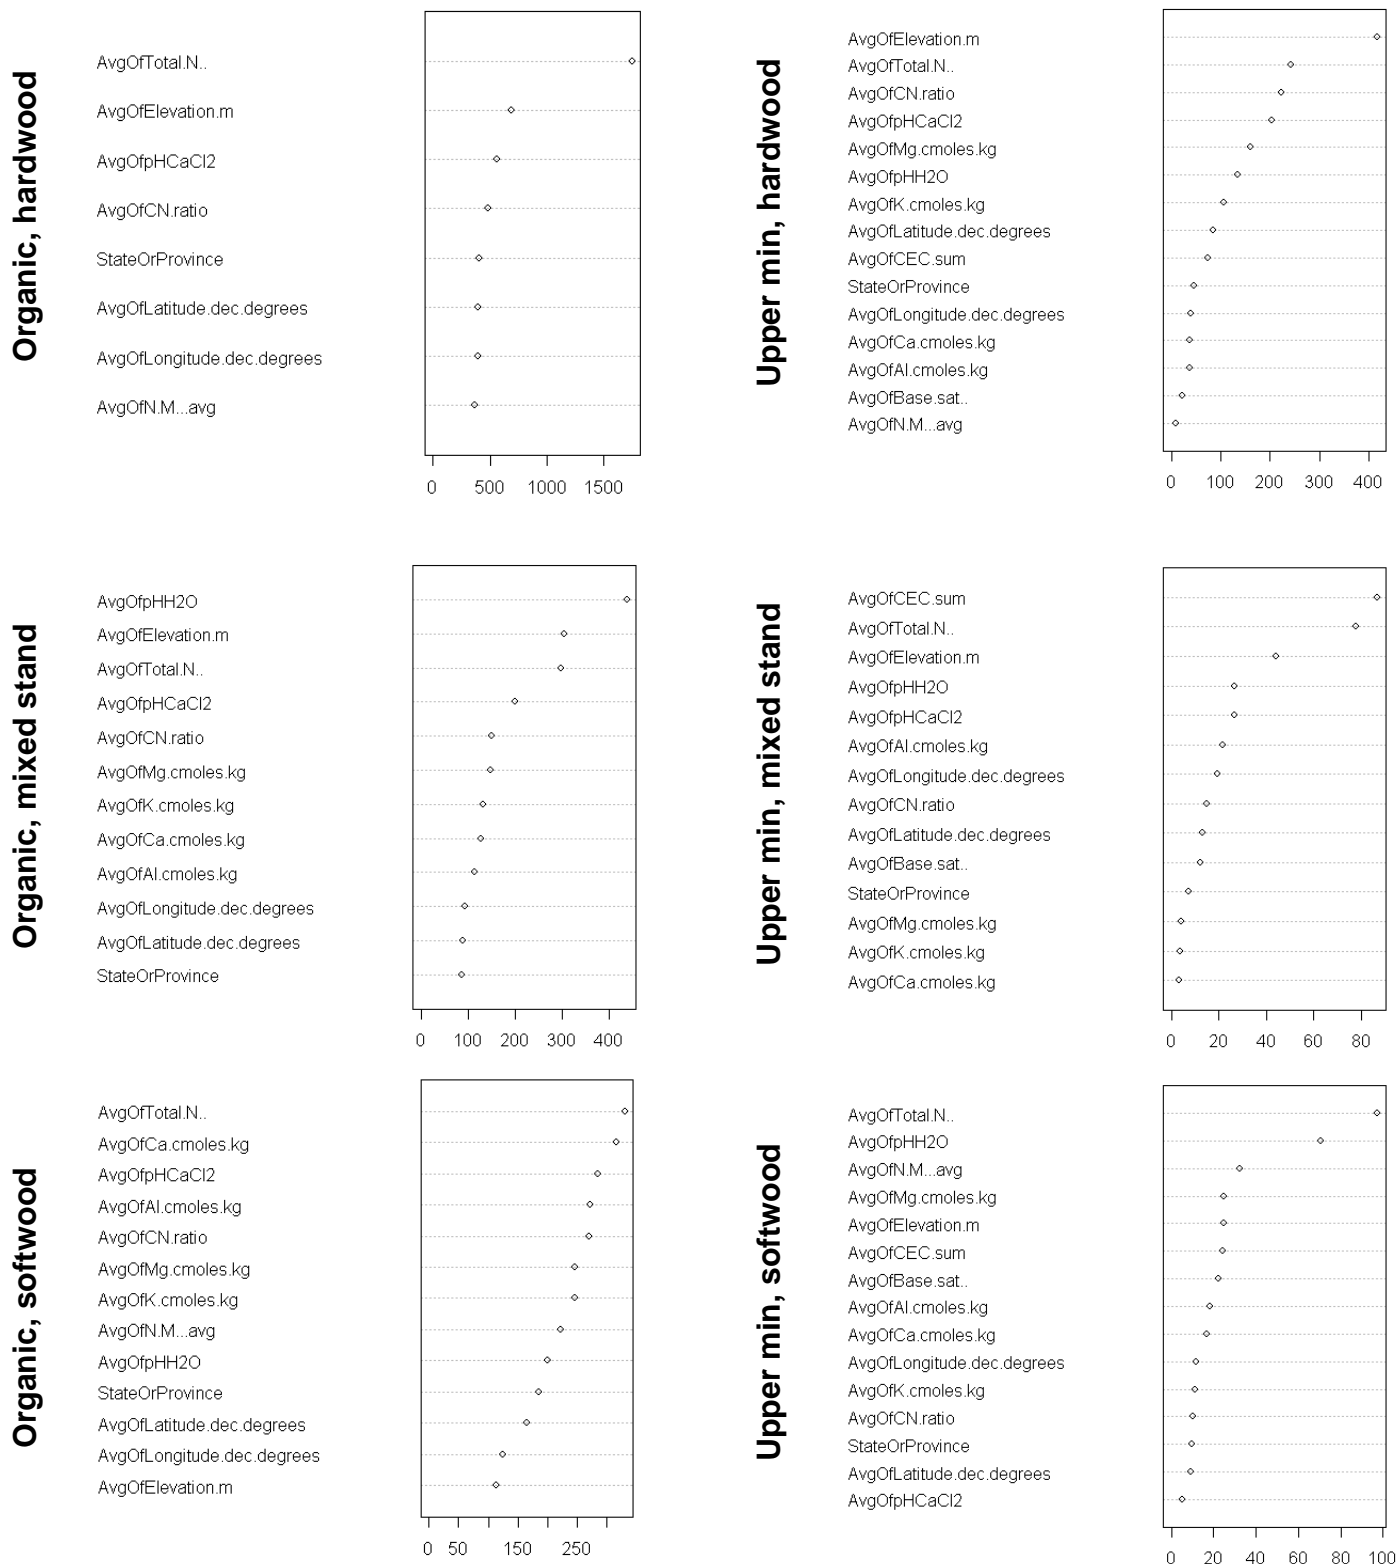 Organic, hardwood
AvgOfTotal.N..
AvgOfElevation.m
AvgOfpHCaCl2
AvgOfCN.ratio
StateOrProvince
AvgOfLatitude.dec.degrees
AvgOfLongitude.dec.degrees
AvgOfN.M...avg
0 500 1000 1500
Upper min, hardwood
AvgOfElevation.m
AvgOfTotal.N..
AvgOfCN.ratio
AvgOfpHCaCl2
AvgOfMg.cmoles.kg
AvgOfpHH2O
AvgOfK.cmoles.kg
AvgOfLatitude.dec.degrees
AvgOfCEC.sum
StateOrProvince
AvgOfLongitude.dec.degrees
AvgOfCa.cmoles.kg
AvgOfAl.cmoles.kg
AvgOfBase.sat..
AvgOfN.M...avg
0 100 200 300 400
Organic, mixed stand
AvgOfpHH2O
AvgOfElevation.m
AvgOfTotal.N..
AvgOfpHCaCl2
AvgOfCN.ratio
AvgOfMg.cmoles.kg
AvgOfK.cmoles.kg
AvgOfCa.cmoles.kg
AvgOfAl.cmoles.kg
AvgOfLongitude.dec.degrees
AvgOfLatitude.dec.degrees
StateOrProvince
0 100 200 300 400
Upper min, mixed stand
AvgOfCEC.sum
AvgOfTotal.N..
AvgOfElevation.m
AvgOfpHH2O
AvgOfpHCaCl2
AvgOfAl.cmoles.kg
AvgOfLongitude.dec.degrees
AvgOfCN.ratio
AvgOfLatitude.dec.degrees
AvgOfBase.sat..
StateOrProvince
AvgOfMg.cmoles.kg
AvgOfK.cmoles.kg
AvgOfCa.cmoles.kg
0 20 40 60 80
Organic, softwood
AvgOfTotal.N..
AvgOfCa.cmoles.kg
AvgOfpHCaCl2
AvgOfAl.cmoles.kg
AvgOfCN.ratio
AvgOfMg.cmoles.kg
AvgOfK.cmoles.kg
AvgOfN.M...avg
AvgOfpHH2O
StateOrProvince
AvgOfLatitude.dec.degrees
AvgOfLongitude.dec.degrees
AvgOfElevation.m
0 50 150 250
Upper min, softwood
AvgOfTotal.N..
AvgOfpHH2O
AvgOfN.M...avg
AvgOfMg.cmoles.kg
AvgOfElevation.m
AvgOfCEC.sum
AvgOfBase.sat..
AvgOfAl.cmoles.kg
AvgOfCa.cmoles.kg
AvgOfLongitude.dec.degrees
AvgOfK.cmoles.kg
AvgOfCN.ratio
StateOrProvince
AvgOfLatitude.dec.degrees
AvgOfpHCaCl2
0 20 40 60 80 100